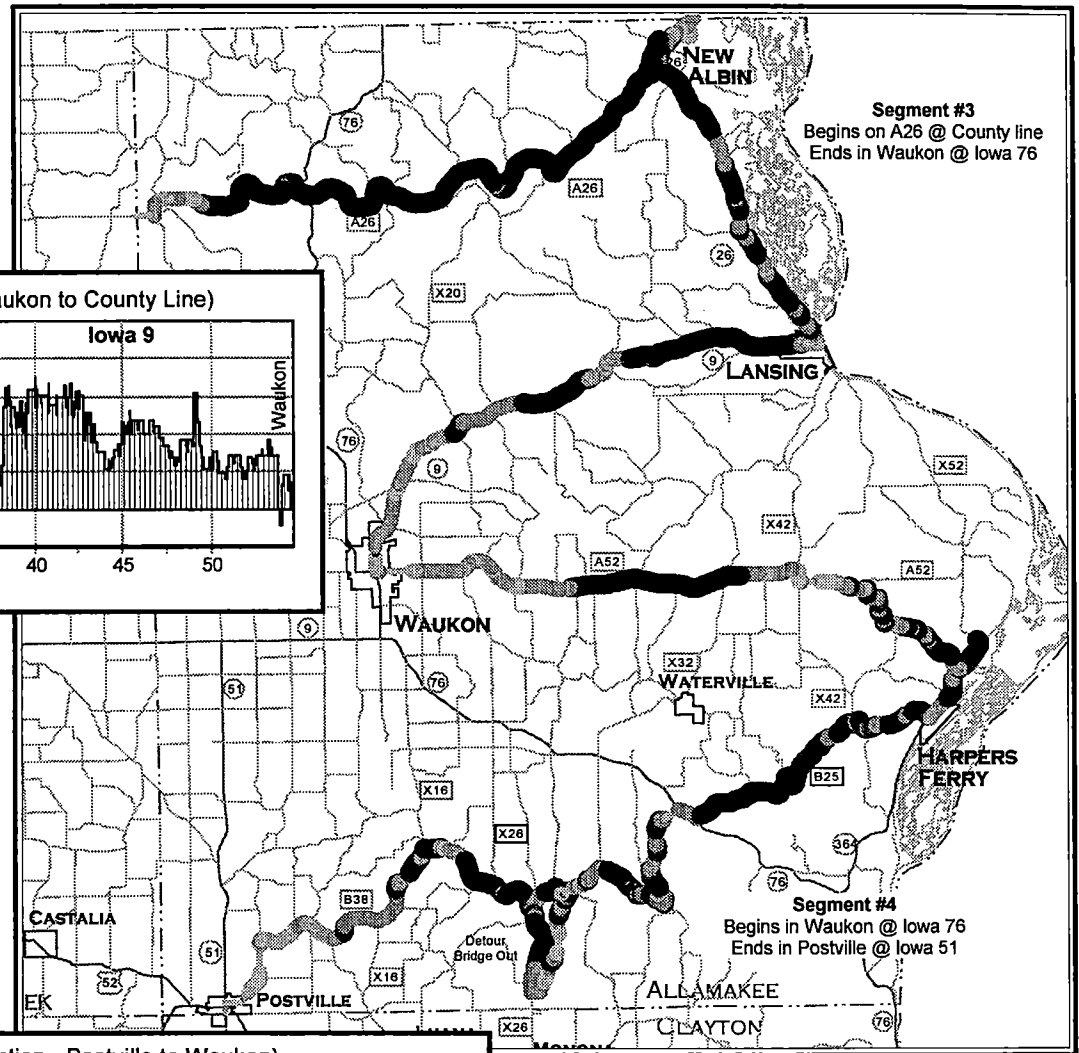 76
NEW
ALBIN
Segment #3
Begins on A26 @ County line
Ends in Waukon @ Iowa 76
76
A26
A26
26
aukon to County Line)
Iowa 9
Waukon
40
45
50
X20
9
LANSING
76
9
X52
X42
A52
A52
WAUKON
9
51
76
X32
WATERVILLE
X42
HARPERS
FERRY
B25
X16
X26
364
76
Segment #4
Begins in Waukon @ Iowa 76
Ends in Postville @ Iowa 51
B38
CASTALIA
Detour
Bridge Out
51
52
X16
EK
POSTVILLE
ALLAMAKEE
CLAYTON
X26
76
Postville to Waukon)